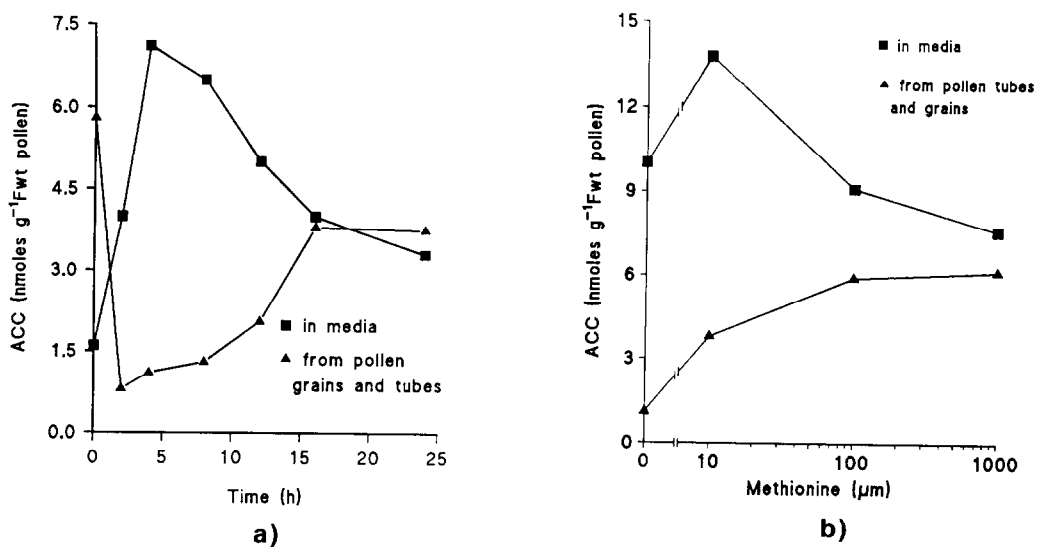 ACC (nmoles g⁻¹Fwt pollen)
7.5
6.0
4.5
3.0
1.5
0.0
in media
from pollen
grains and tubes
0 5 10 15 20 25
Time (h)
a)
ACC (nmoles g⁻¹Fwt pollen)
15
12
9
6
3
0
in media
from pollen tubes
and grains
0 10 100 1000
Methionine (µm)
b)